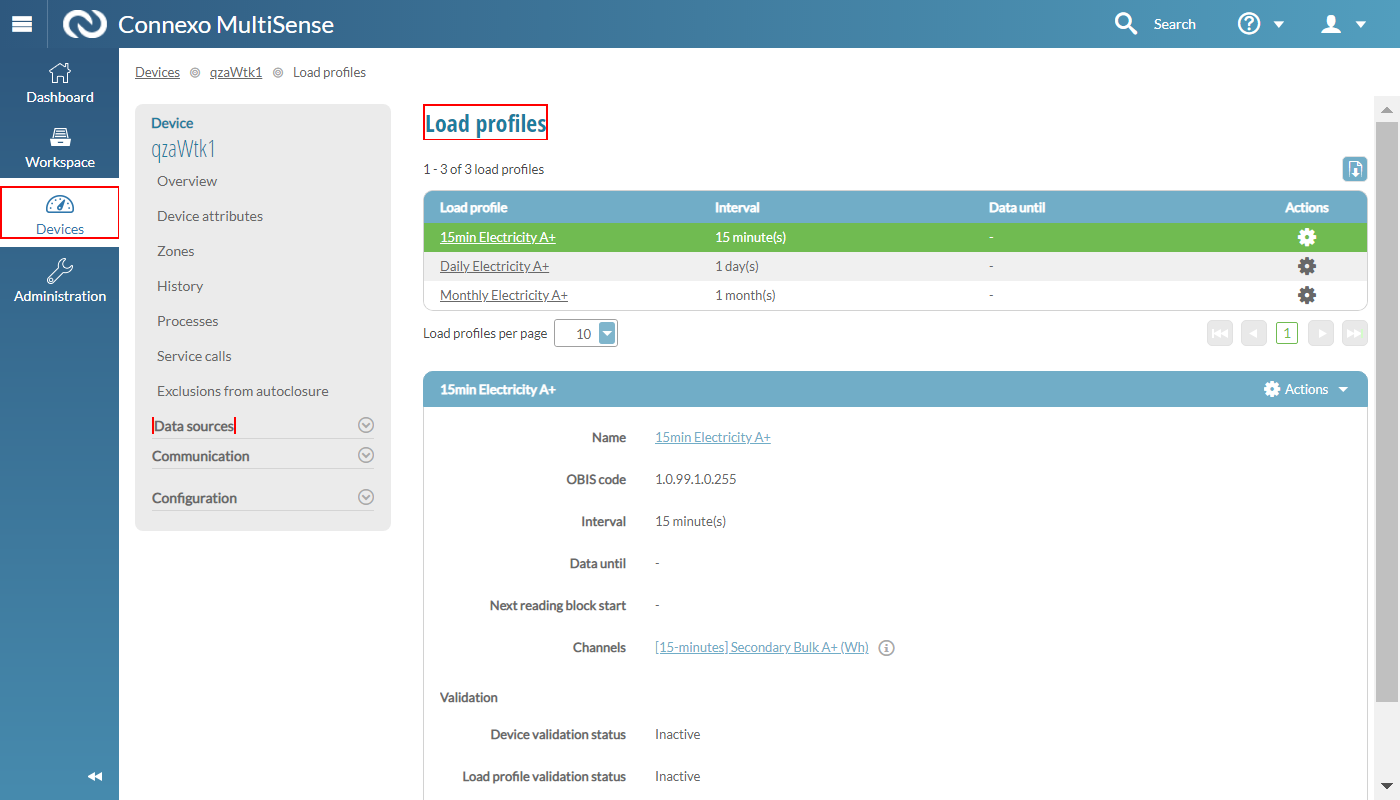 Connexo MultiSense
Search
Dashboard
Workspace
Devices
Administration
Devices qzaWtk1 Load profiles
Device
qzaWtk1
Overview
Device attributes
Zones
History
Processes
Service calls
Exclusions from autoclosure
Data sources
Communication
Configuration
Load profiles
1 - 3 of 3 load profiles
Load profile Interval Data until Actions
15min Electricity A+ 15 minute(s) -
Daily Electricity A+ 1 day(s) -
Monthly Electricity A+ 1 month(s) -
Load profiles per page 10 1
15min Electricity A+ Actions
Name 15min Electricity A+
OBIS code 1.0.99.1.0.255
Interval 15 minute(s)
Data until -
Next reading block start -
Channels [15-minutes] Secondary Bulk A+ (Wh)
Validation
Device validation status Inactive
Load profile validation status Inactive